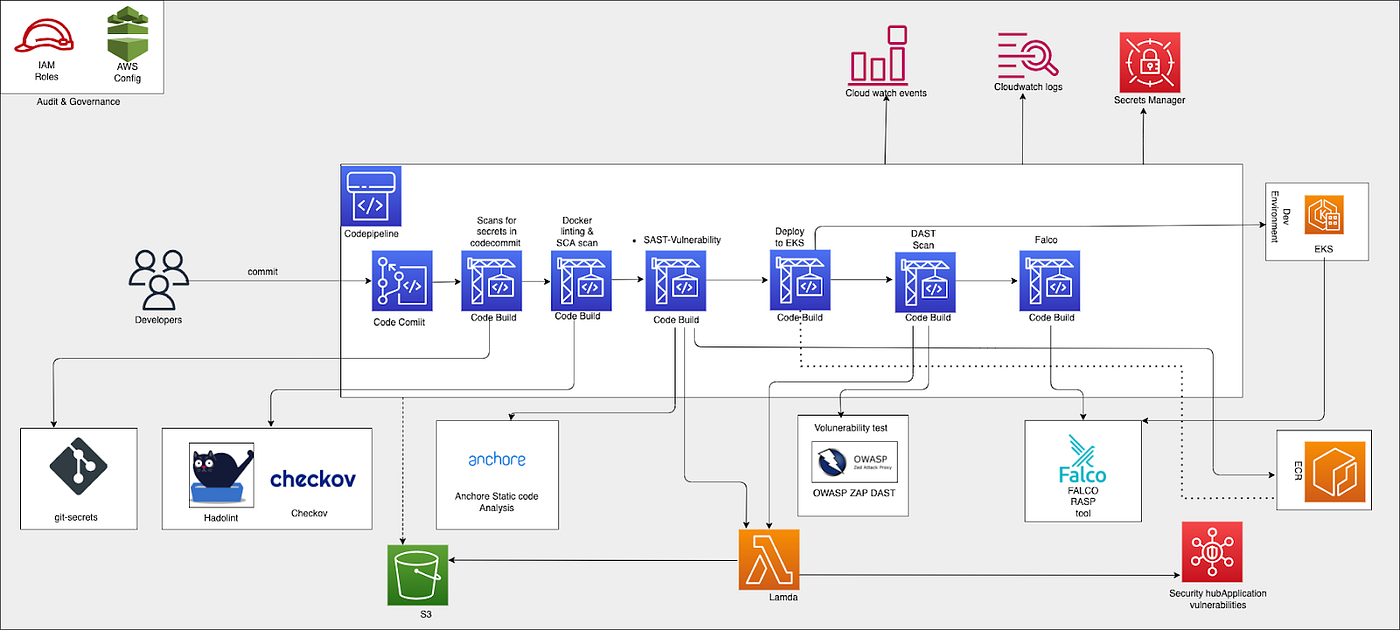 IAM
Roles
AWS
Config
Audit & Governance
Cloud watch events
Cloudwatch logs
Secrets Manager
Codepipeline
Scans for
secrets in
codecommit
Docker
linting &
SCA scan
• SAST-Vulnerability
Deploy
to EKS
DAST
Scan
Falco
Dev
Environment
EKS
commit
Developers
Code Comiit
Code Build
Code Build
Code Build
Code Build
Code Build
Code Build
git-secrets
Hadolint
checkov
Checkov
anchore
Anchore Static code
Analysis
Volunerability test
OWASP
Zed Attack Proxy
OWASP ZAP DAST
Falco
FALCO
RASP
tool
ECR
S3
Lamda
Security hubApplication
vulnerabilities